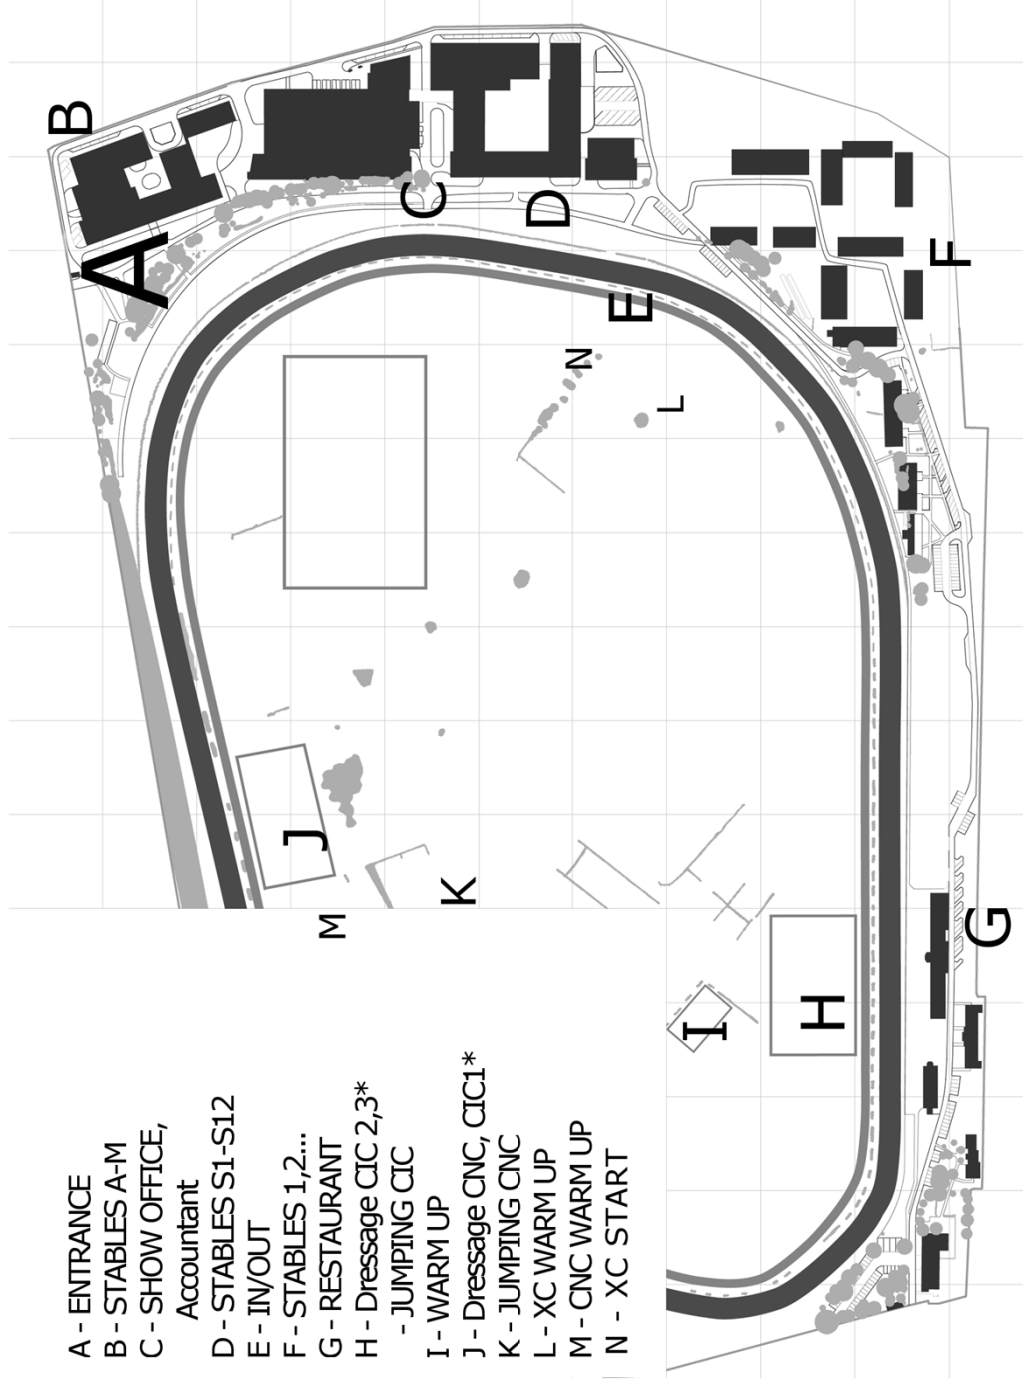 A - ENTRANCE
B - STABLES A-M
C - SHOW OFFICE,
Accountant
D - STABLES S1-S12
E - IN/OUT
F - STABLES 1,2...
G - RESTAURANT
H - Dressage CIC 2,3*
- JUMPING CIC
I - WARM UP
J - Dressage CNC, CIC1*
K - JUMPING CNC
L - XC WARM UP
M - CNC WARM UP
N - XC START
B
A
C
D
E
F
N
L
J
K
M
I
H
G